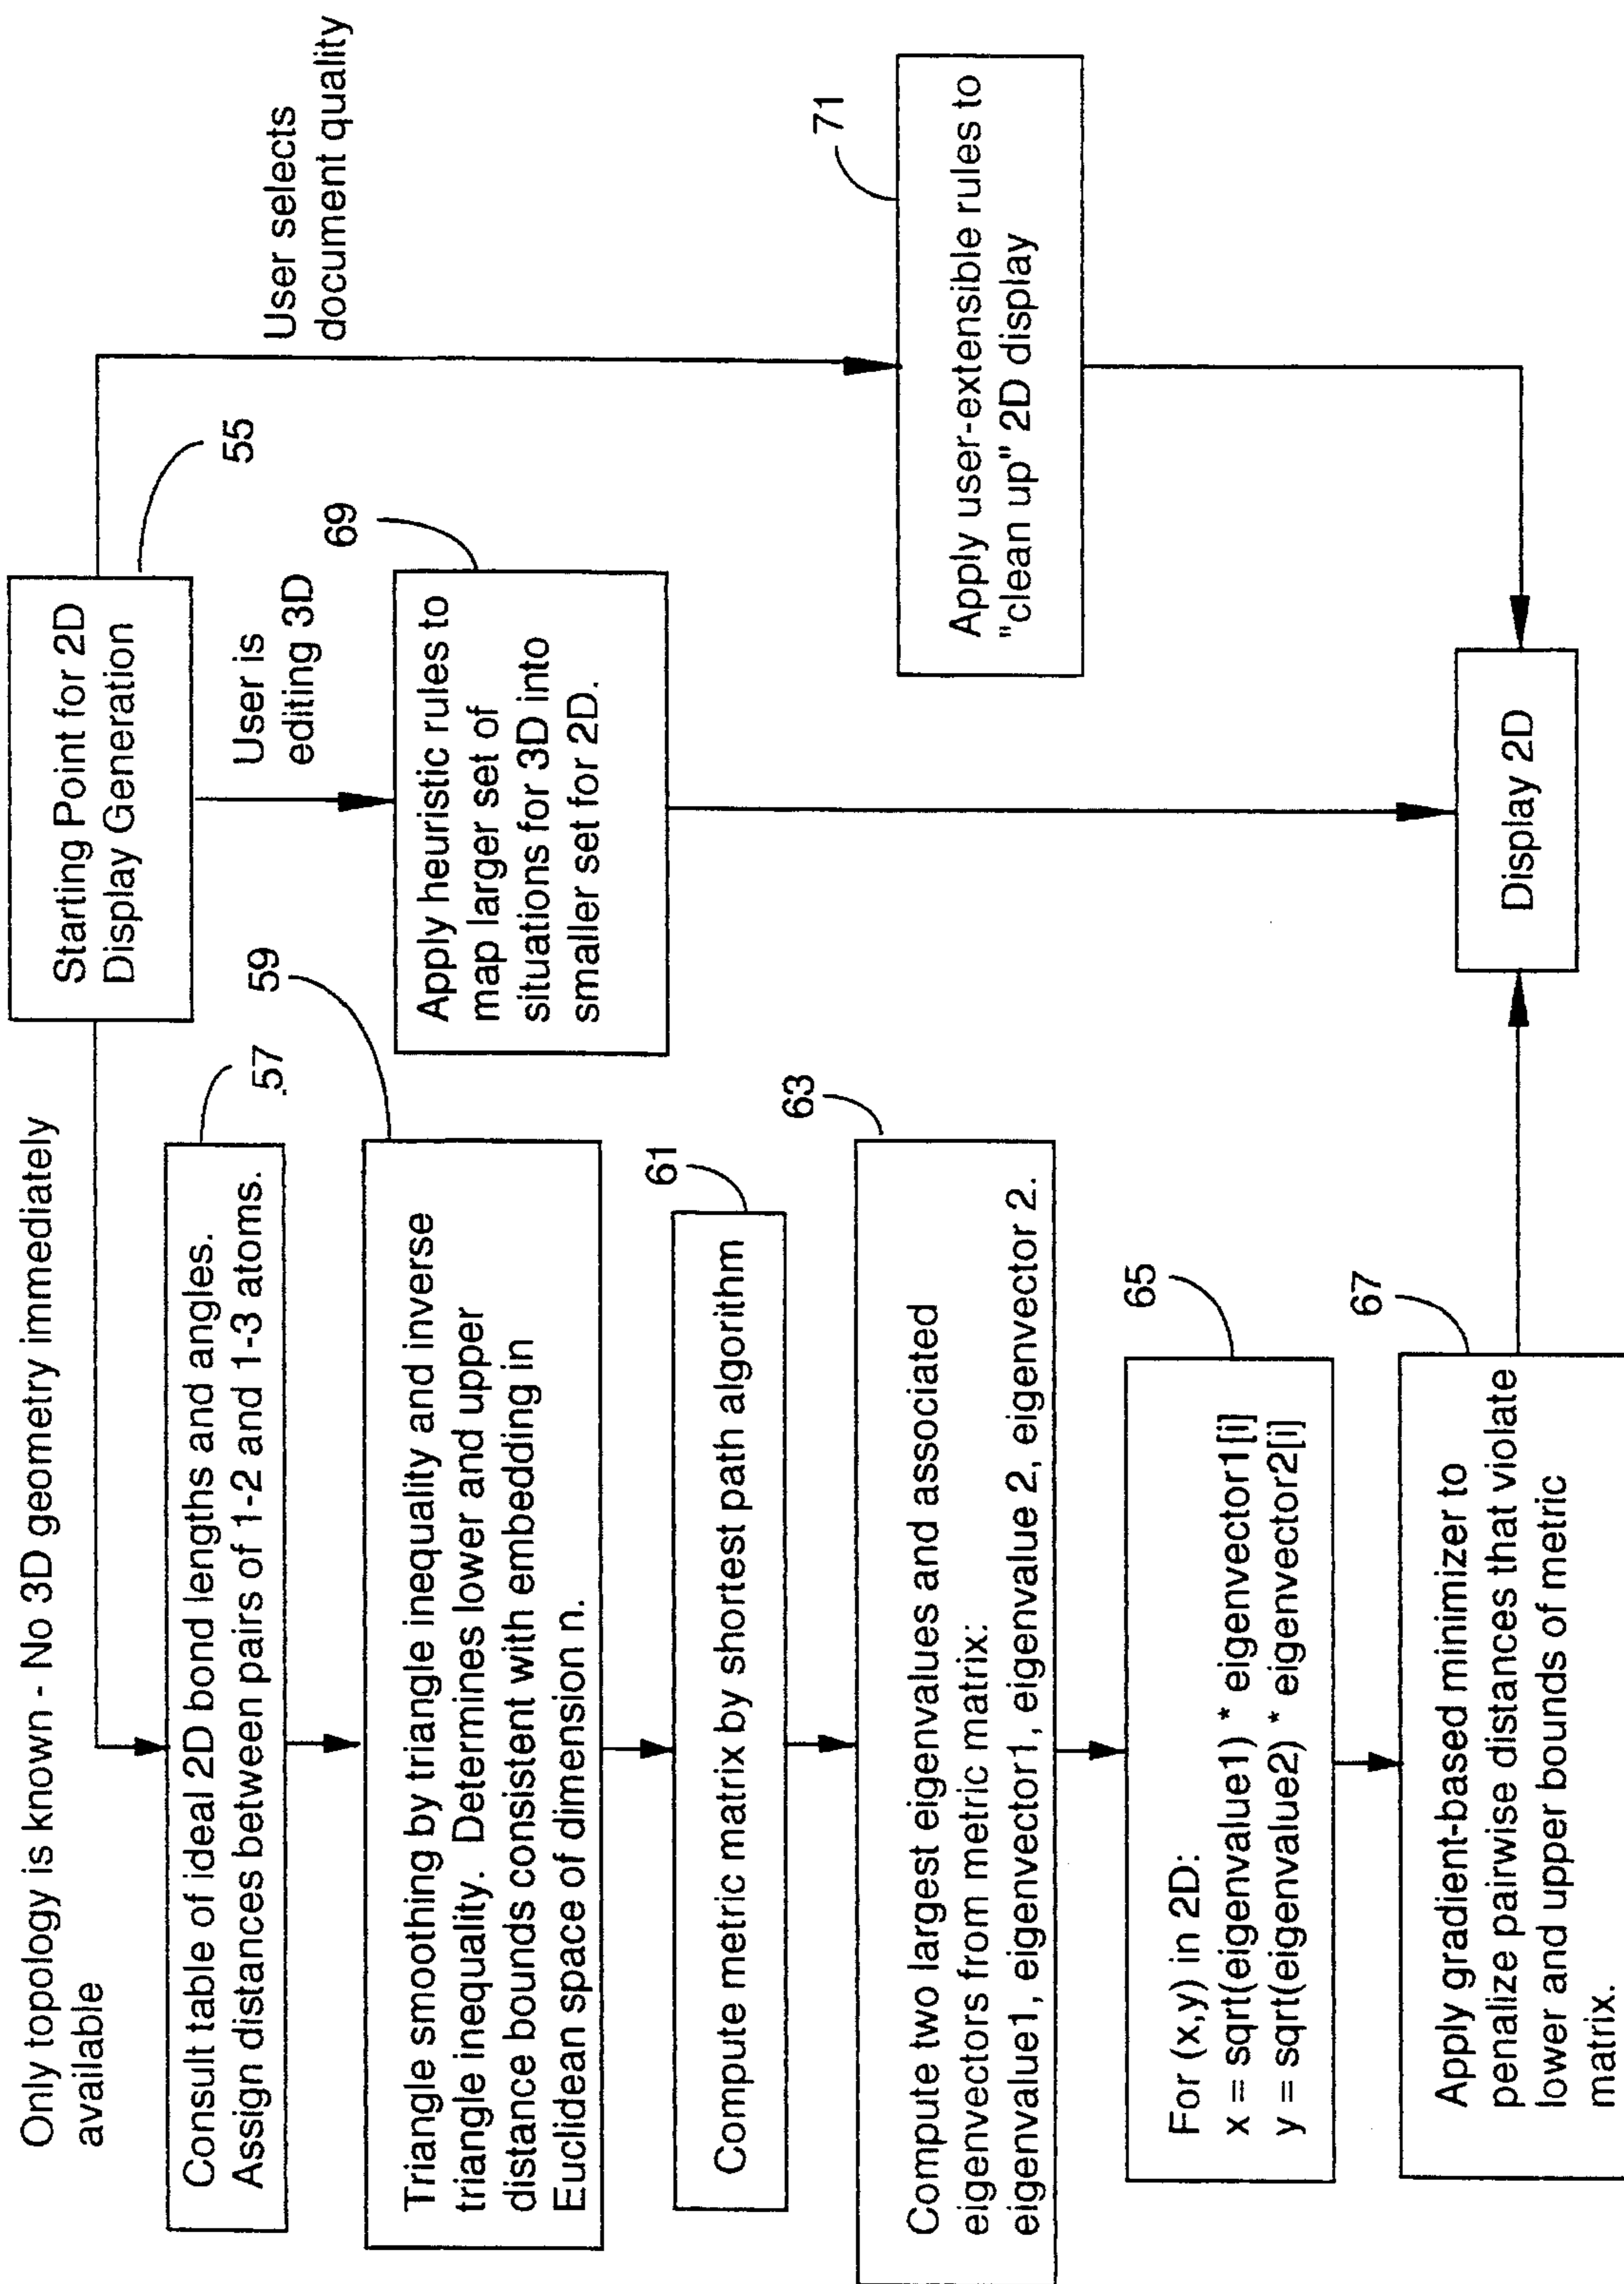 Starting Point for 2D
Display Generation
55
Only topology is known - No 3D geometry immediately
available
User is
editing 3D
User selects
document quality
57
Consult table of ideal 2D bond lengths and angles.
Assign distances between pairs of 1-2 and 1-3 atoms.
59
Triangle smoothing by triangle inequality and inverse
triangle inequality. Determines lower and upper
distance bounds consistent with embedding in
Euclidean space of dimension n.
61
Compute metric matrix by shortest path algorithm
63
Compute two largest eigenvalues and associated
eigenvectors from metric matrix:
eigenvalue1, eigenvector1, eigenvalue 2, eigenvector 2.
65
For (x,y) in 2D:
x = sqrt(eigenvalue1) * eigenvector1[i]
y = sqrt(eigenvalue2) * eigenvector2[i]
67
Apply gradient-based minimizer to
penalize pairwise distances that violate
lower and upper bounds of metric
matrix.
69
Apply heuristic rules to
map larger set of
situations for 3D into
smaller set for 2D.
71
Apply user-extensible rules to
"clean up" 2D display
Display 2D